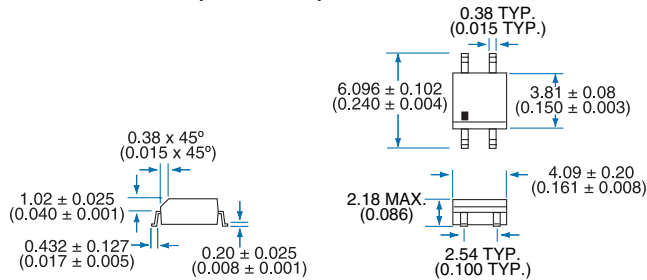 0.38 TYP.
(0.015 TYP.)
6.096 ± 0.102
(0.240 ± 0.004)
3.81 ± 0.08
(0.150 ± 0.003)
0.38 x 45º
(0.015 x 45º)
4.09 ± 0.20
(0.161 ± 0.008)
1.02 ± 0.025
(0.040 ± 0.001)
2.18 MAX.
(0.086)
0.432 ± 0.127
(0.017 ± 0.005)
0.20 ± 0.025
(0.008 ± 0.001)
2.54 TYP.
(0.100 TYP.)